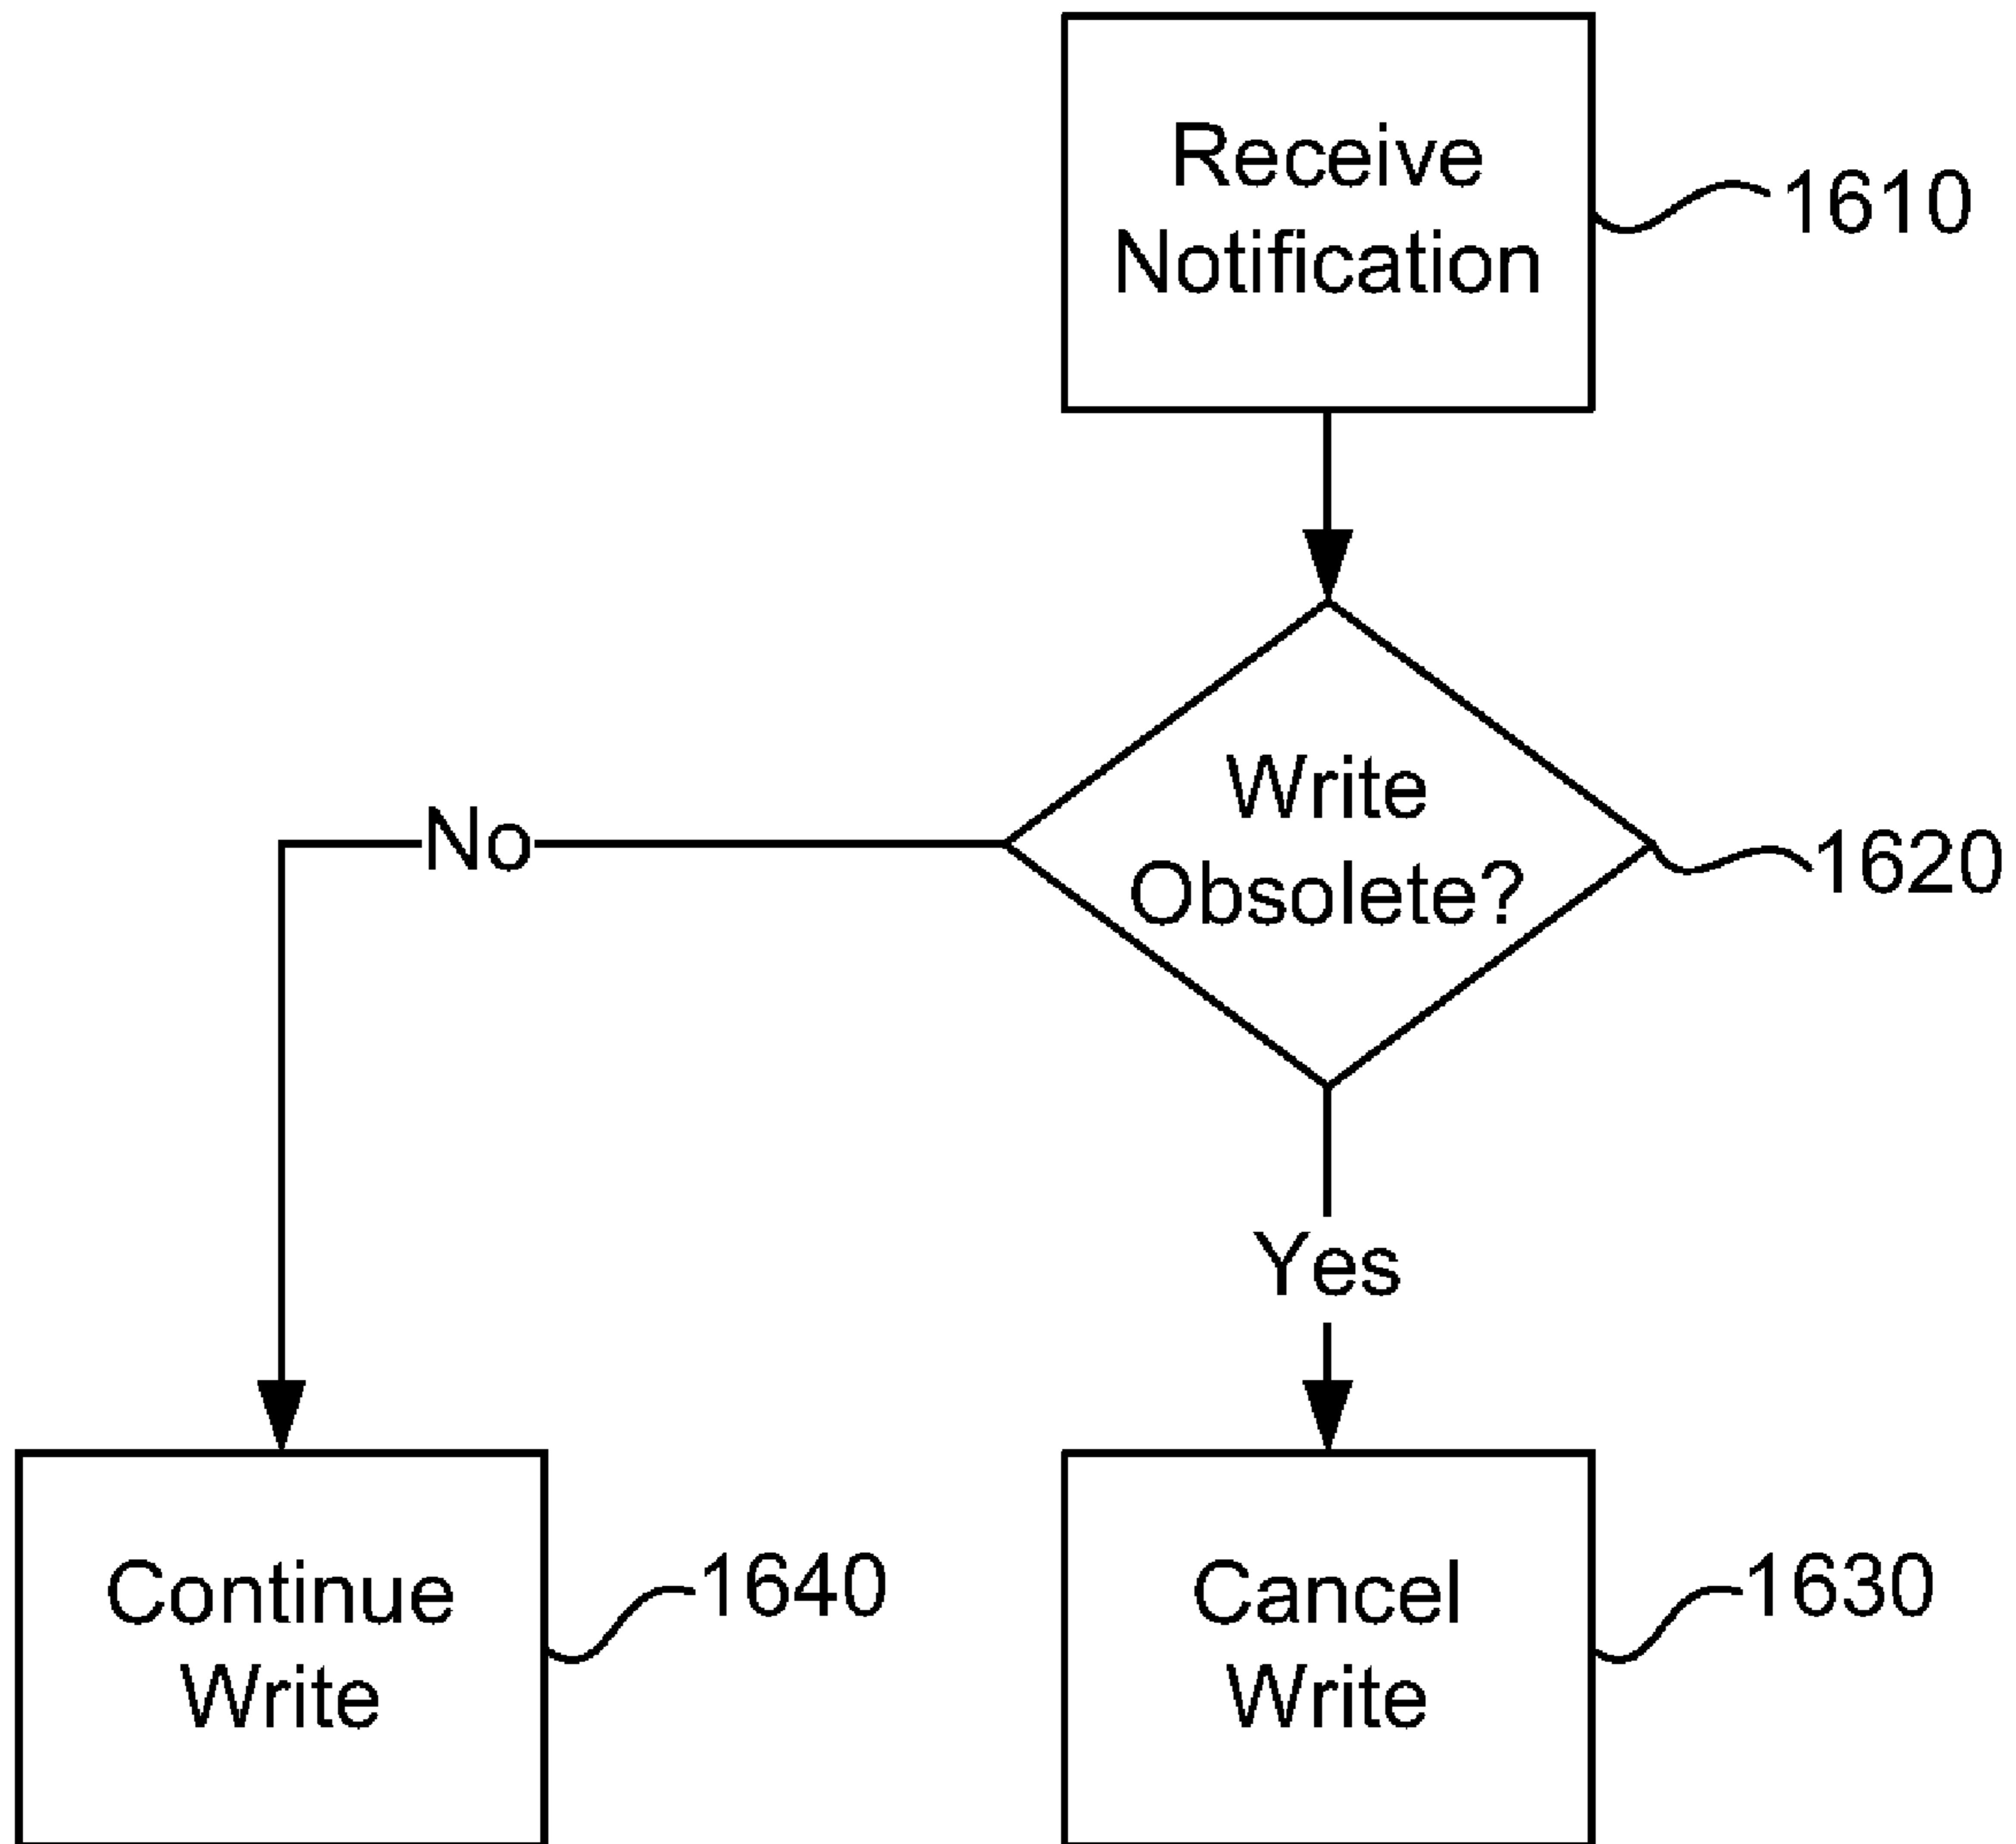 Receive
Notification
1610
Write
Obsolete?
1620
No
Yes
Continue
Write
1640
Cancel
Write
1630